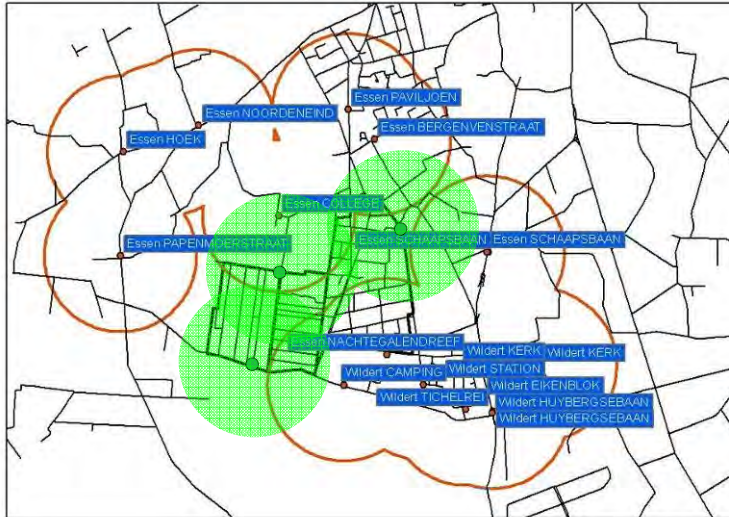 Essen PAVILJOEN
Essen NOORDENEIND
Essen BERGENVENSTRAAT
Essen HOEK
Essen COLLEGE
Essen PAPENMOERSTRAAT
Essen SCHAAPSBAAN
Essen SCHAAPSBAAN
Essen NACHTEGALENDREEF
Wildert KERK
Wildert KERK
Wildert CAMPING
Wildert STATION
Wildert EIKENBLOK
Wildert TICHELREI
Wildert HUYBERGSEBAAN
Wildert HUYBERGSEBAAN